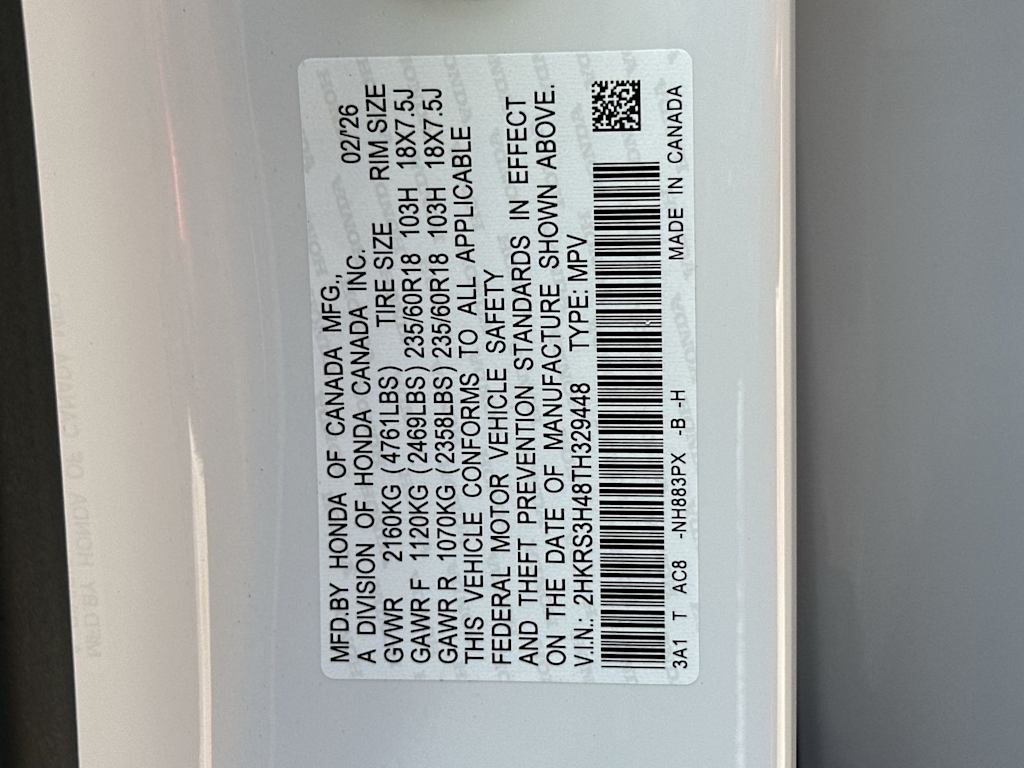 MFD.BY HONDA OF CANADA MFG.,
A DIVISION OF HONDA CANADA INC. 02/'26
GVWR 2160KG (4761LBS) TIRE SIZE RIM SIZE
GAWR F 1120KG (2469LBS) 235/60R18 103H 18X7.5J
GAWR R 1070KG (2358LBS) 235/60R18 103H 18X7.5J
THIS VEHICLE CONFORMS TO ALL APPLICABLE
FEDERAL MOTOR VEHICLE SAFETY
AND THEFT PREVENTION STANDARDS IN EFFECT
ON THE DATE OF MANUFACTURE SHOWN ABOVE.
V.I.N.: 2HKRS3H48TH329448 TYPE: MPV
3A1 T AC8 -NH883PX -B -H MADE IN CANADA